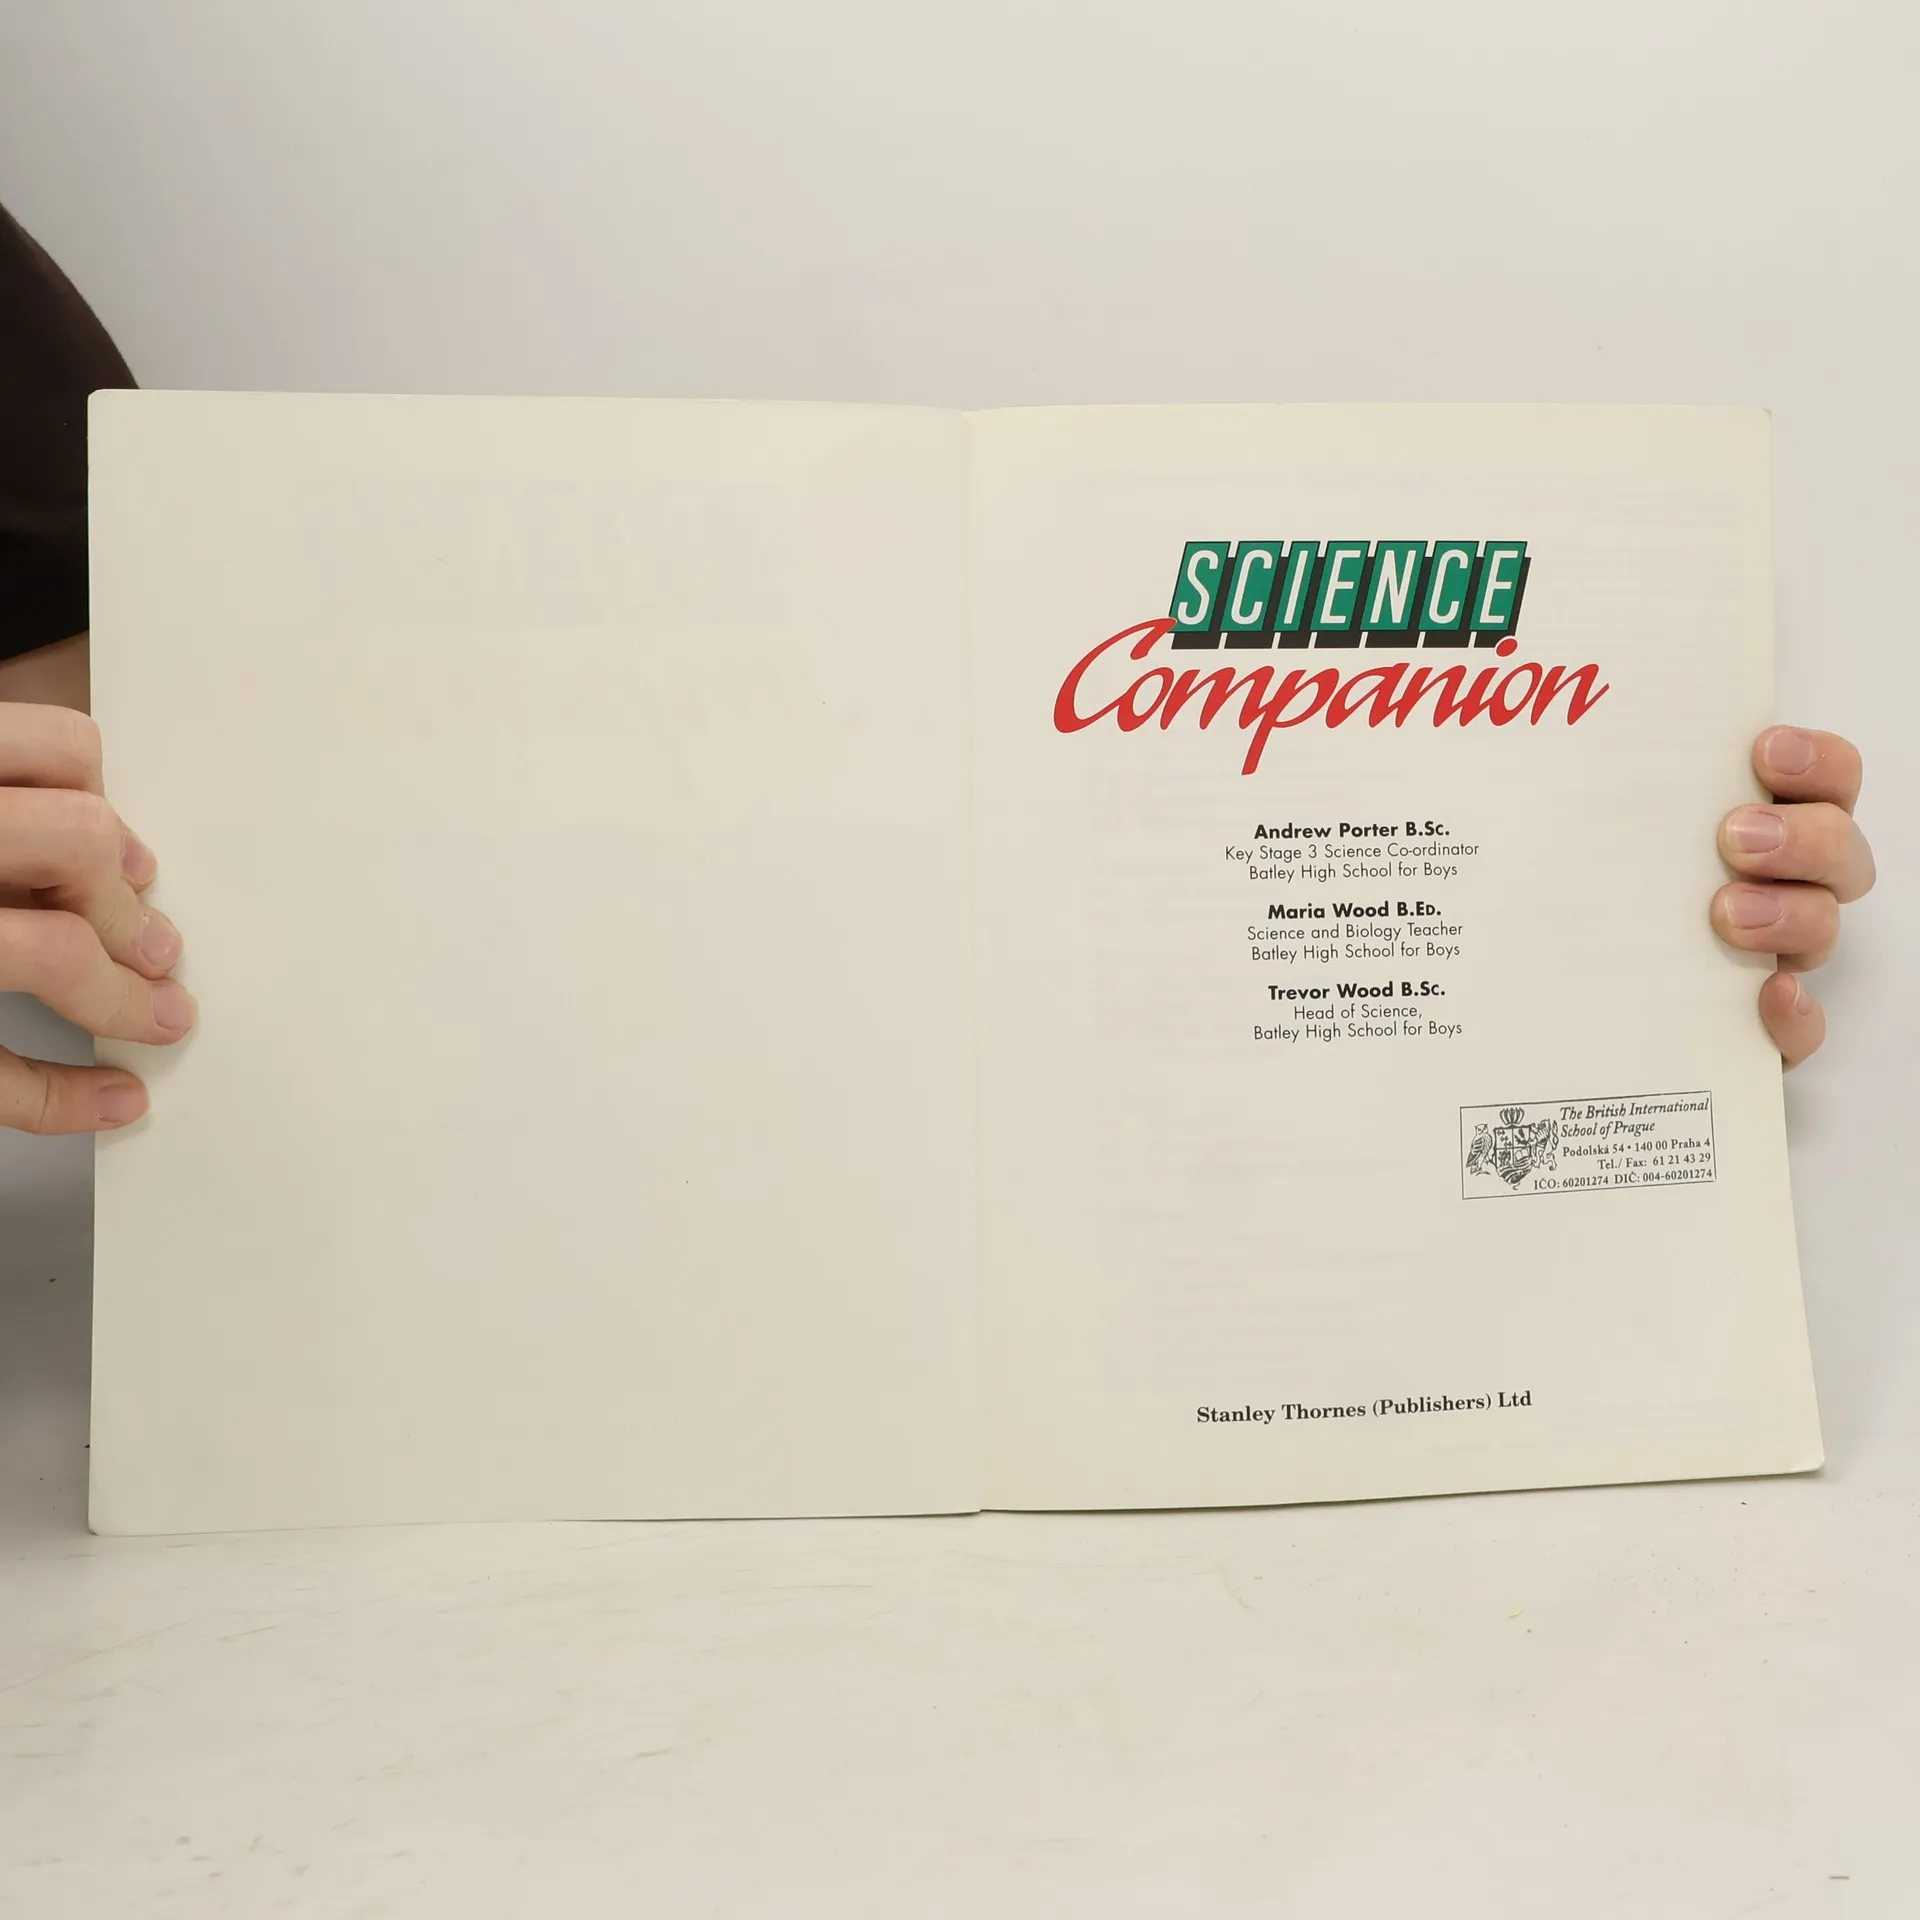 SCIENCE
Companion
Andrew Porter B.Sc.
Key Stage 3 Science Co-ordinator
Batley High School for Boys
Maria Wood B.Ed.
Science and Biology Teacher
Batley High School for Boys
Trevor Wood B.Sc.
Head of Science,
Batley High School for Boys
The British International
School of Prague
Podolská 54 • 140 00 Praha 4
Tel./ Fax: 61 21 43 29
IČO: 60201274 DIČ: 004-60201274
Stanley Thornes (Publishers) Ltd